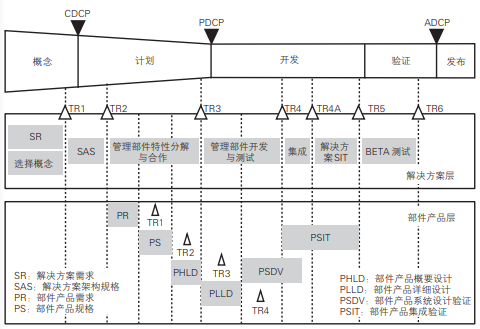 CDCP
PDCP
ADCP
概念
计划
开发
验证
发布
TR1
TR2
TR3
TR4
TR4A
TR5
TR6
SR
选择概念
SAS
管理部件特性分解
与合作
管理部件开发
与测试
集成
解决方
案SIT
BETA 测试
解决方案层
部件产品层
PR
TR1
PS
TR2
PHLD
TR3
PLLD
PSDV
TR4
PSIT
SR：解决方案需求
SAS：解决方案架构规格
PR：部件产品需求
PS：部件产品规格
PHLD：部件产品概要设计
PLLD：部件产品详细设计
PSDV：部件产品系统设计验证
PSIT：部件产品集成验证